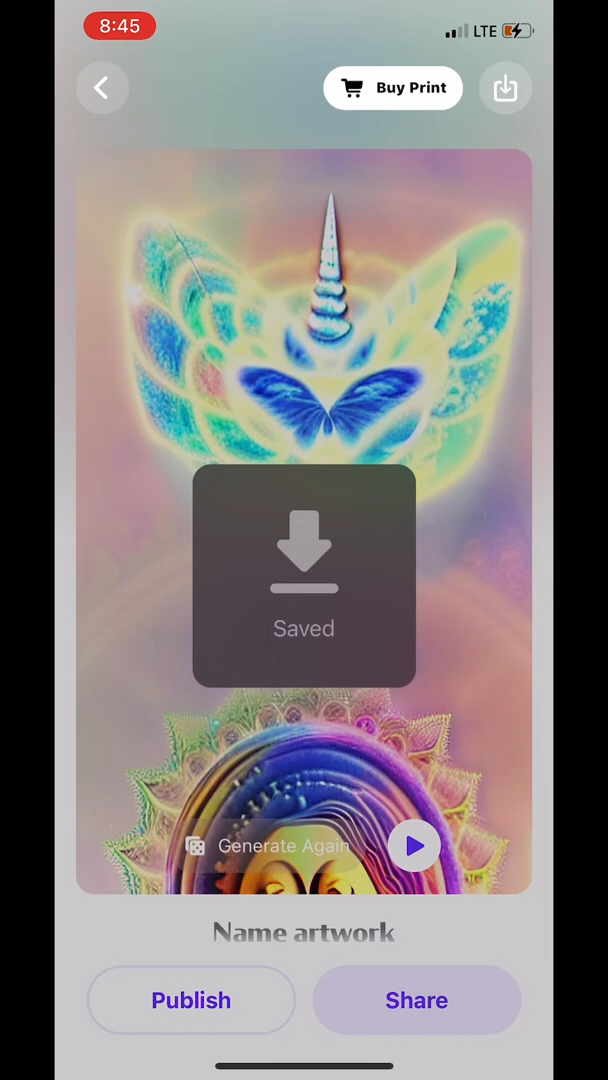 8:45
LTE
Buy Print
Saved
Generate Again
Name artwork
Publish
Share